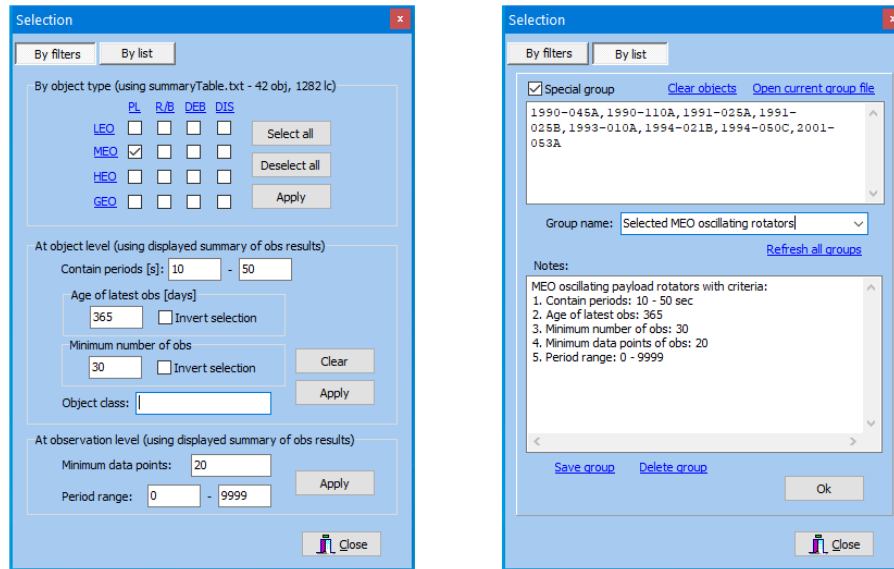 Selection
x
By filters
By list
By object type (using summaryTable.txt - 42 obj, 1282 lc)
PL R/B DEB DIS
LEO
Select all
MEO
Deselect all
HEO
GEO
Apply
At object level (using displayed summary of obs results)
Contain periods [s]: 10 - 50
Age of latest obs [days]
365 Invert selection
Minimum number of obs
30 Invert selection
Clear
Object class:
Apply
At observation level (using displayed summary of obs results)
Minimum data points: 20
Apply
Period range: 0 - 9999
Close
Selection
x
By filters
By list
Special group Clear objects Open current group file
1990-045A,1990-110A,1991-025A,1991-
025B,1993-010A,1994-021B,1994-050C,2001-
053A
Group name: Selected MEO oscillating rotators
Refresh all groups
Notes:
MEO oscillating payload rotators with criteria:
1. Contain periods: 10 - 50 sec
2. Age of latest obs: 365
3. Minimum number of obs: 30
4. Minimum data points of obs: 20
5. Period range: 0 - 9999
Save group Delete group
Ok
Close